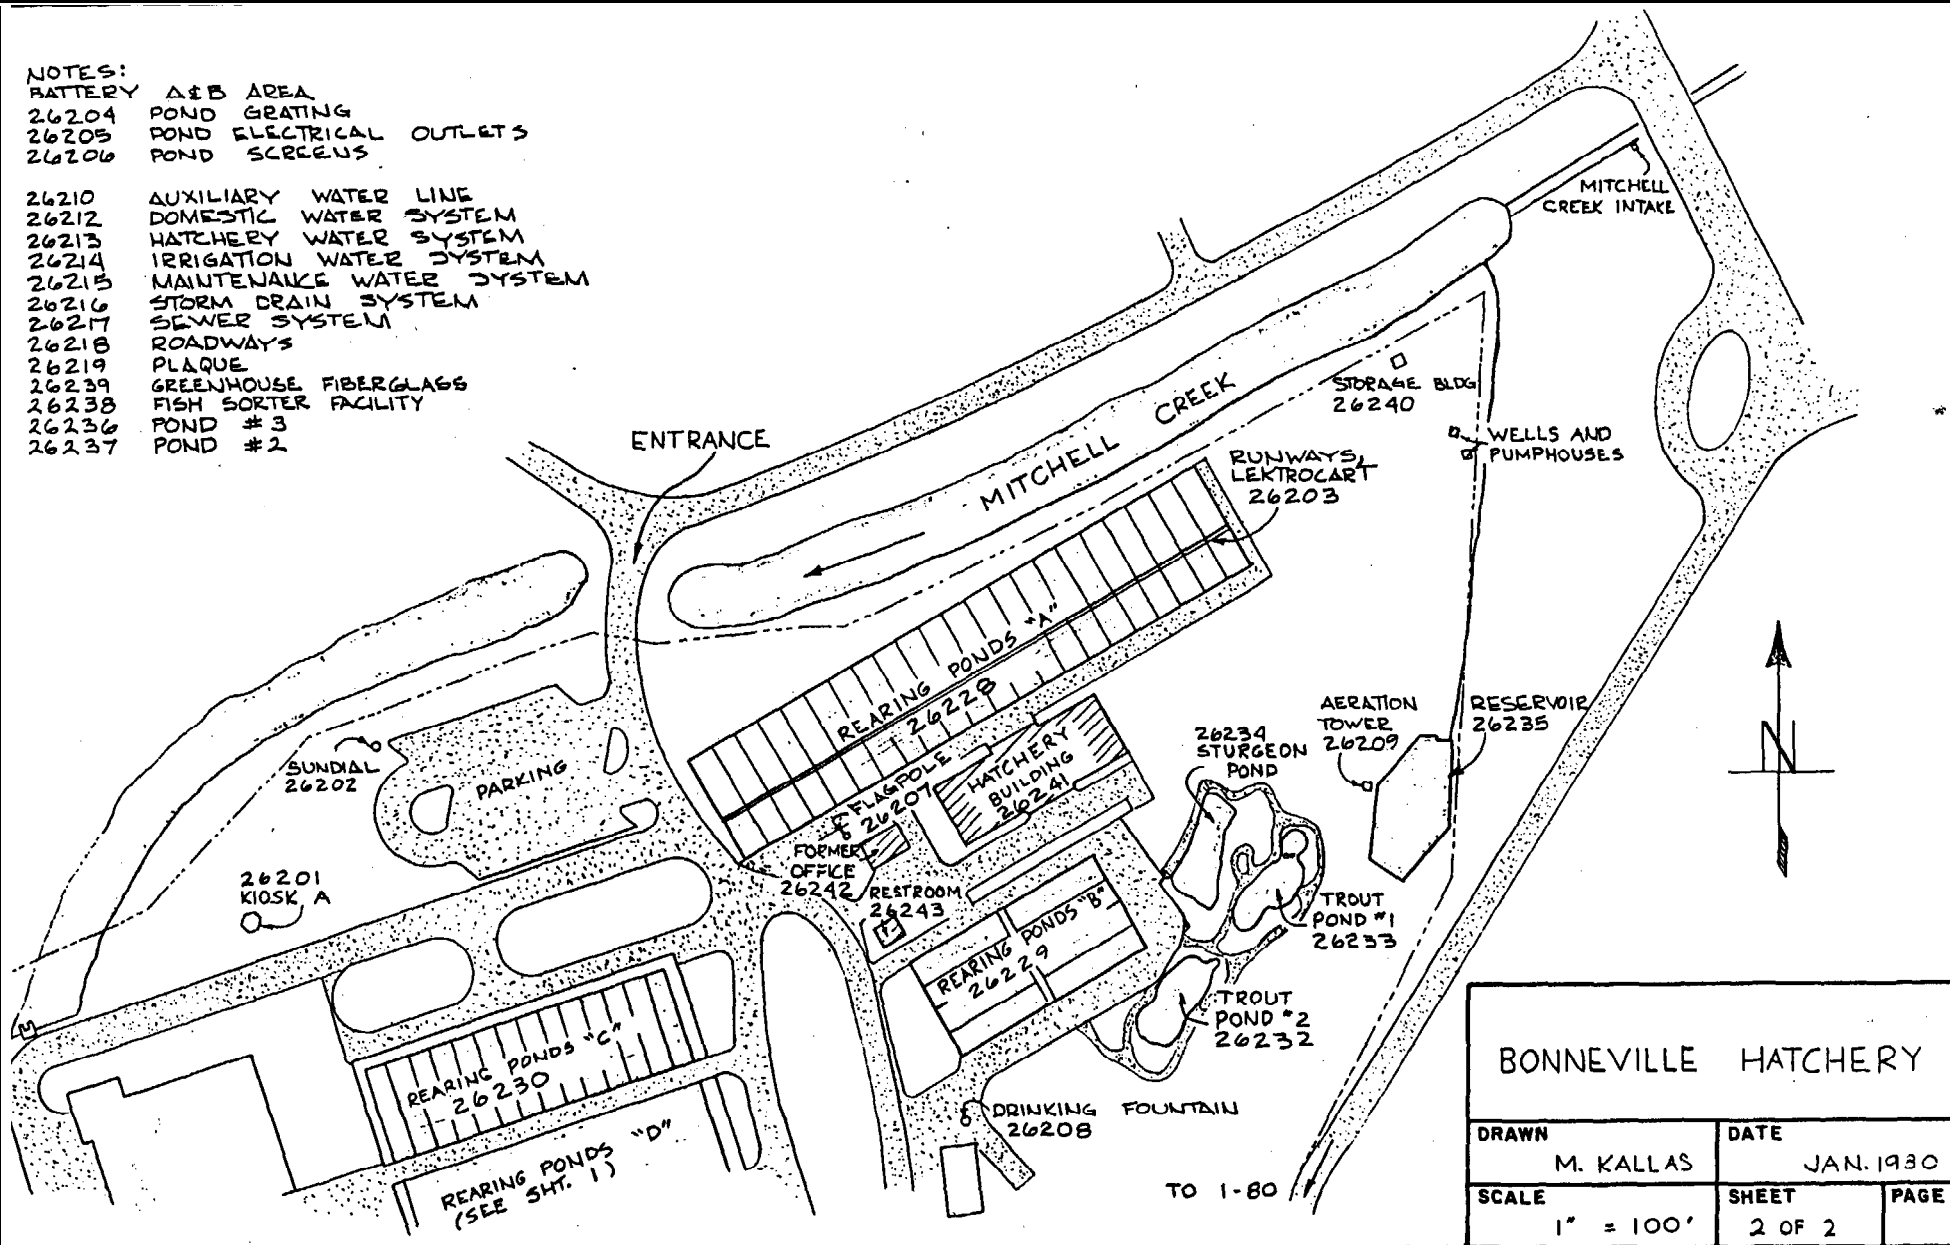 NOTES:
BATTERY A&B AREA
26204 POND GRATING
26205 POND ELECTRICAL OUTLETS
26206 POND SCREENS
26210 AUXILIARY WATER LINE
26212 DOMESTIC WATER SYSTEM
26213 HATCHERY WATER SYSTEM
26214 IRRIGATION WATER SYSTEM
26215 MAINTENANCE WATER SYSTEM
26216 STORM DRAIN SYSTEM
26217 SEWER SYSTEM
26218 ROADWAYS
26219 PLAQUE
26239 GREENHOUSE FIBERGLASS
26238 FISH SORTER FACILITY
26236 POND #3
26237 POND #2
MITCHELL
CREEK INTAKE
STORAGE BLDG
26240
MITCHELL CREEK
ENTRANCE
WELLS AND
PUMPHOUSES
RUNWAYS,
LEKTROCART
26203
REARING PONDS "A"
26228
AERATION
TOWER
26209
RESERVOIR
26235
26234
STURGEON
POND
SUNDIAL
26202
PARKING
FLAGPOLE
26207
HATCHERY
BUILDING
26241
FORMER
OFFICE
26242
RESTROOM
26243
26201
KIOSK A
TROUT
POND #1
26233
REARING PONDS "B"
26229
TROUT
POND #2
26232
REARING PONDS "C"
26230
REARING PONDS "D"
(SEE SHT. 1)
DRINKING FOUNTAIN
26208
TO I-80
N
BONNEVILLE HATCHERY
DRAWN
M. KALLAS
DATE
JAN. 1980
SCALE
1" = 100'
SHEET
2 OF 2
PAGE